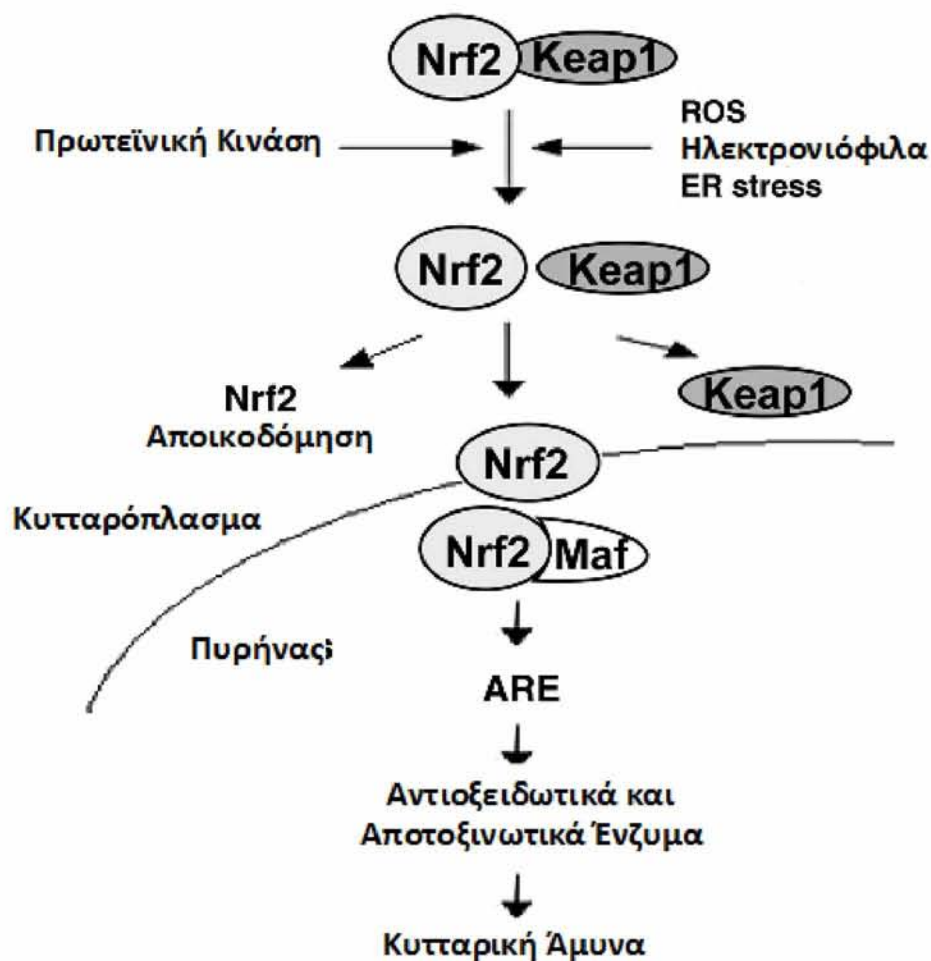 Nrf2 Keap1
Πρωτεϊνική Κινάση
ROS
Ηλεκτρονιόφιλα
ER stress
Nrf2 Keap1
Nrf2
Αποικοδόμηση
Keap1
Nrf2
Κυτταρόπλασμα
Nrf2 Maf
Πυρήνας
ARE
Αντιοξειδωτικά και
Αποτοξινωτικά Ένζυμα
Κυτταρική Άμυνα